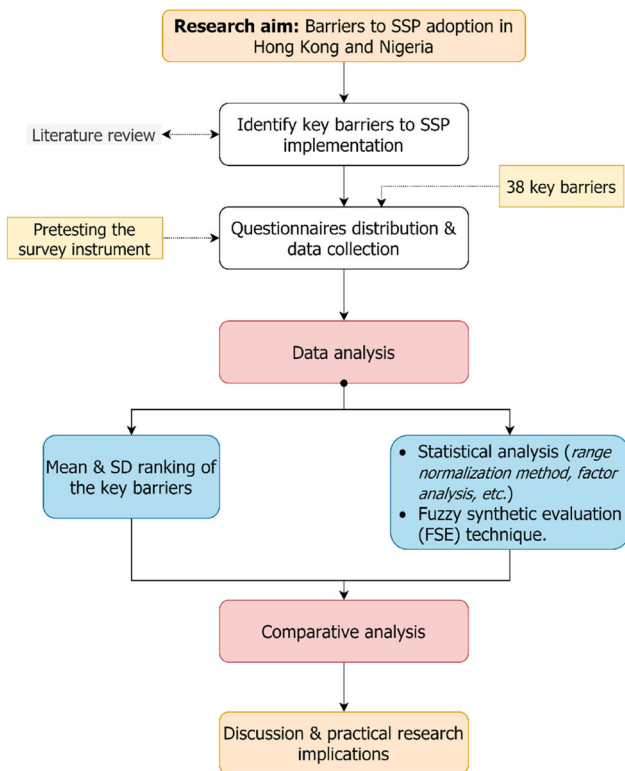 Research aim: Barriers to SSP adoption in
Hong Kong and Nigeria
Literature review
Identify key barriers to SSP
implementation
38 key barriers
Pretesting the
survey instrument
Questionnaires distribution &
data collection
Data analysis
Mean & SD ranking of
the key barriers
• Statistical analysis (range
normalization method, factor
analysis, etc.)
• Fuzzy synthetic evaluation
(FSE) technique.
Comparative analysis
Discussion & practical research
implications